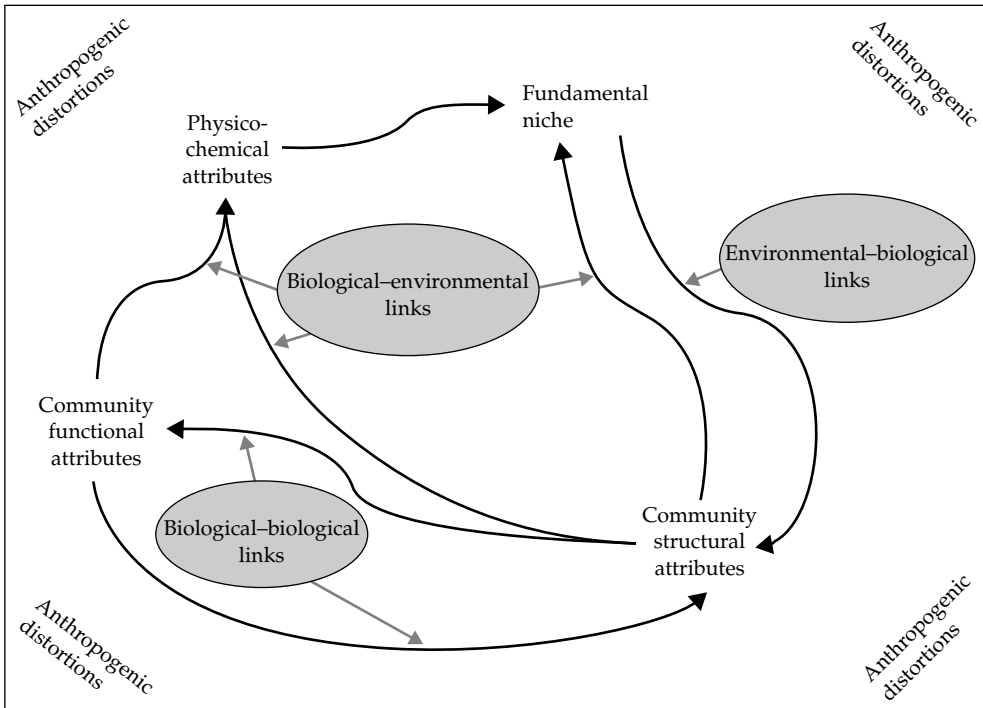 Anthropogenic
distortions
Anthropogenic
distortions
Fundamental
niche
Physico-
chemical
attributes
Environmental–biological
links
Biological–environmental
links
Community
functional
attributes
Biological–biological
links
Community
structural
attributes
Anthropogenic
distortions
Anthropogenic
distortions